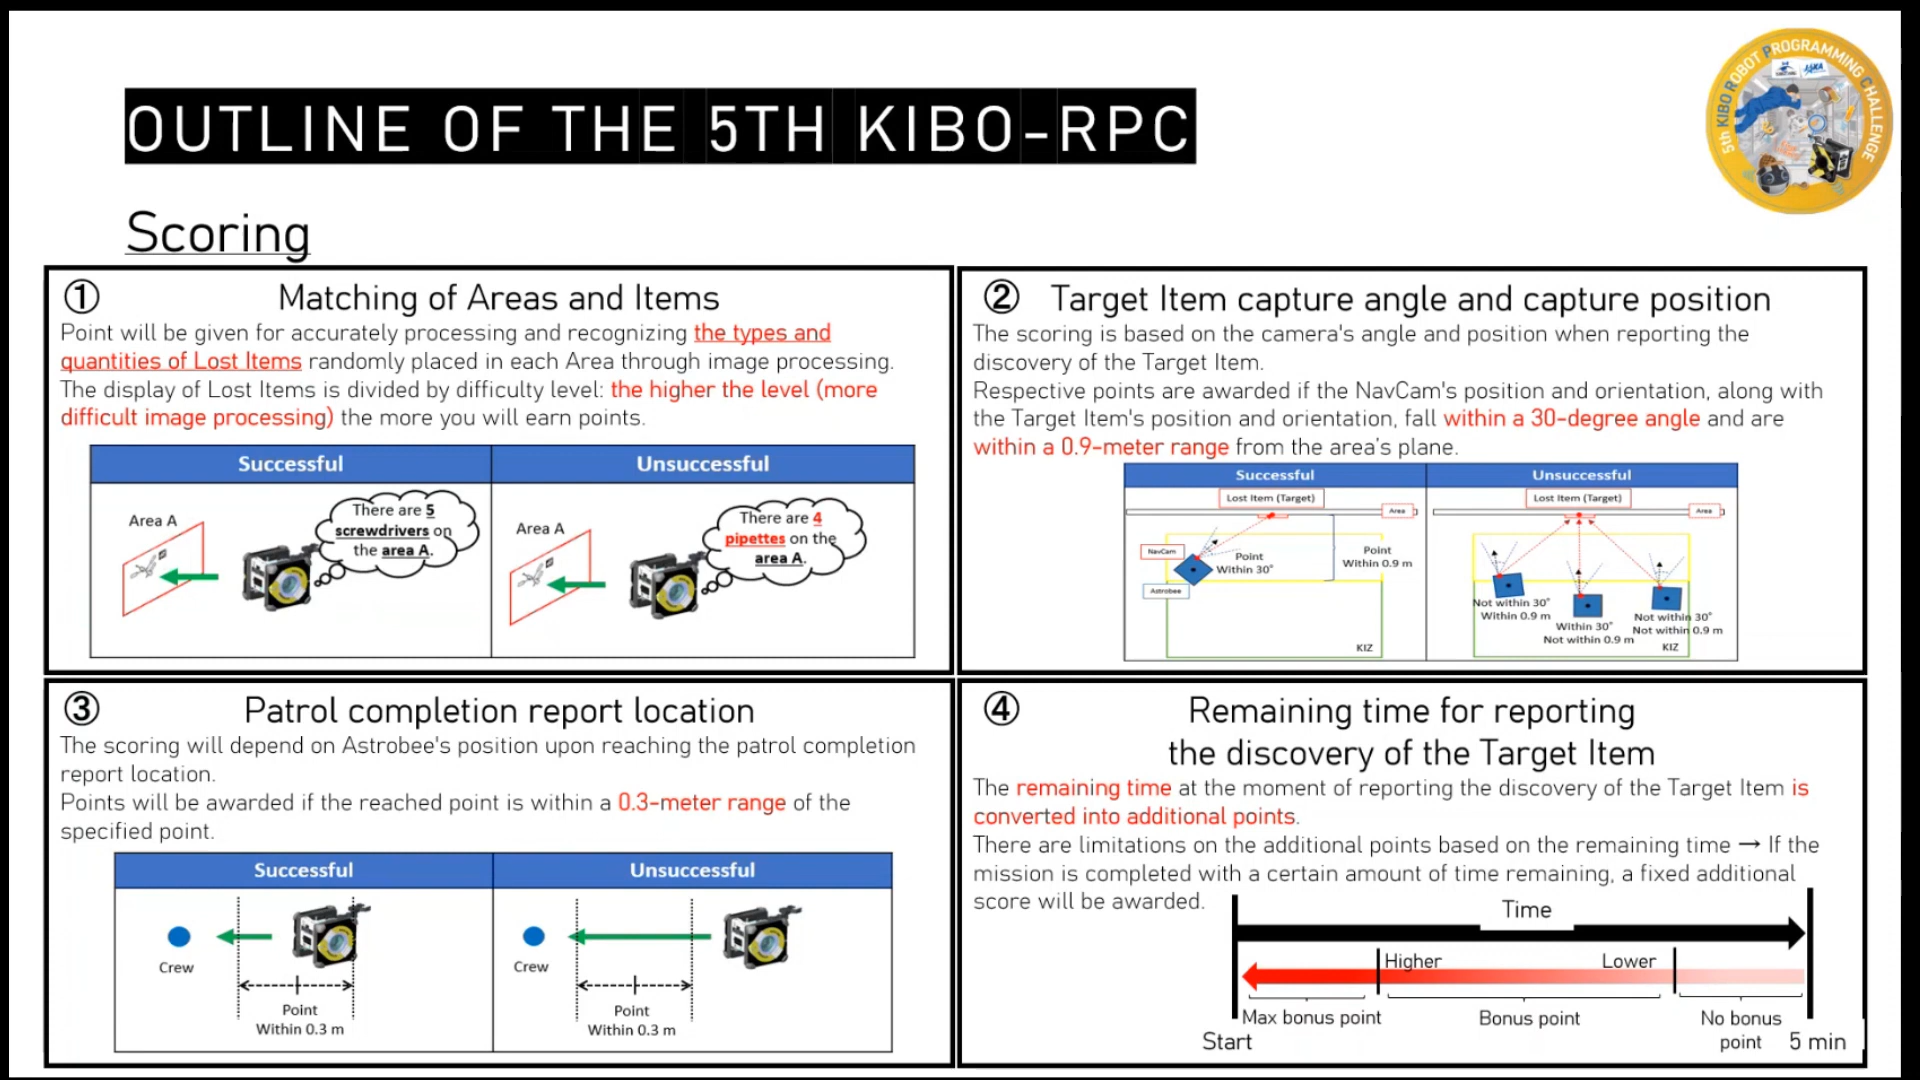 OUTLINE OF THE 5TH KIBO-RPC
5th KIBO ROBOT PROGRAMMING CHALLENGE
Scoring
① Matching of Areas and Items
Point will be given for accurately processing and recognizing the types and
quantities of Lost Items randomly placed in each Area through image processing.
The display of Lost Items is divided by difficulty level: the higher the level (more
difficult image processing) the more you will earn points.
Successful
Unsuccessful
Area A
There are 5
screwdrivers on
the area A.
Area A
There are 4
pipettes on the
area A.
② Target Item capture angle and capture position
The scoring is based on the camera's angle and position when reporting the
discovery of the Target Item.
Respective points are awarded if the NavCam's position and orientation, along with
the Target Item's position and orientation, fall within a 30-degree angle and are
within a 0.9-meter range from the area's plane.
Successful
Unsuccessful
Lost Item (Target)
Area
NavCam
Astrobee
Point
Within 30°
Point
Within 0.9 m
KIZ
Lost Item (Target)
Area
Not within 30°
Within 0.9 m
Within 30°
Not within 0.9 m
Not within 30°
Not within 0.9 m
KIZ
③ Patrol completion report location
The scoring will depend on Astrobee's position upon reaching the patrol completion
report location.
Points will be awarded if the reached point is within a 0.3-meter range of the
specified point.
Successful
Unsuccessful
Crew
Point
Within 0.3 m
Crew
Point
Within 0.3 m
④ Remaining time for reporting
the discovery of the Target Item
The remaining time at the moment of reporting the discovery of the Target Item is
converted into additional points.
There are limitations on the additional points based on the remaining time → If the
mission is completed with a certain amount of time remaining, a fixed additional
score will be awarded.
Time
Higher
Lower
Max bonus point
Bonus point
No bonus
point
Start
5 min